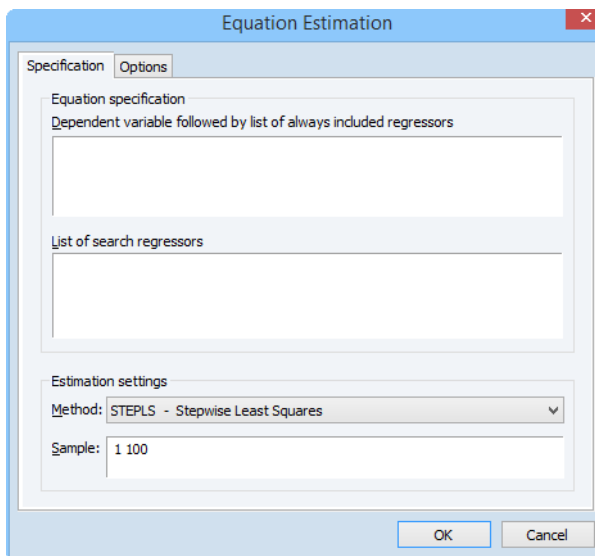 Equation Estimation
Specification
Options
Equation specification
Dependent variable followed by list of always included regressors
List of search regressors
Estimation settings
Method: STEPLS - Stepwise Least Squares
Sample: 1 100
OK
Cancel